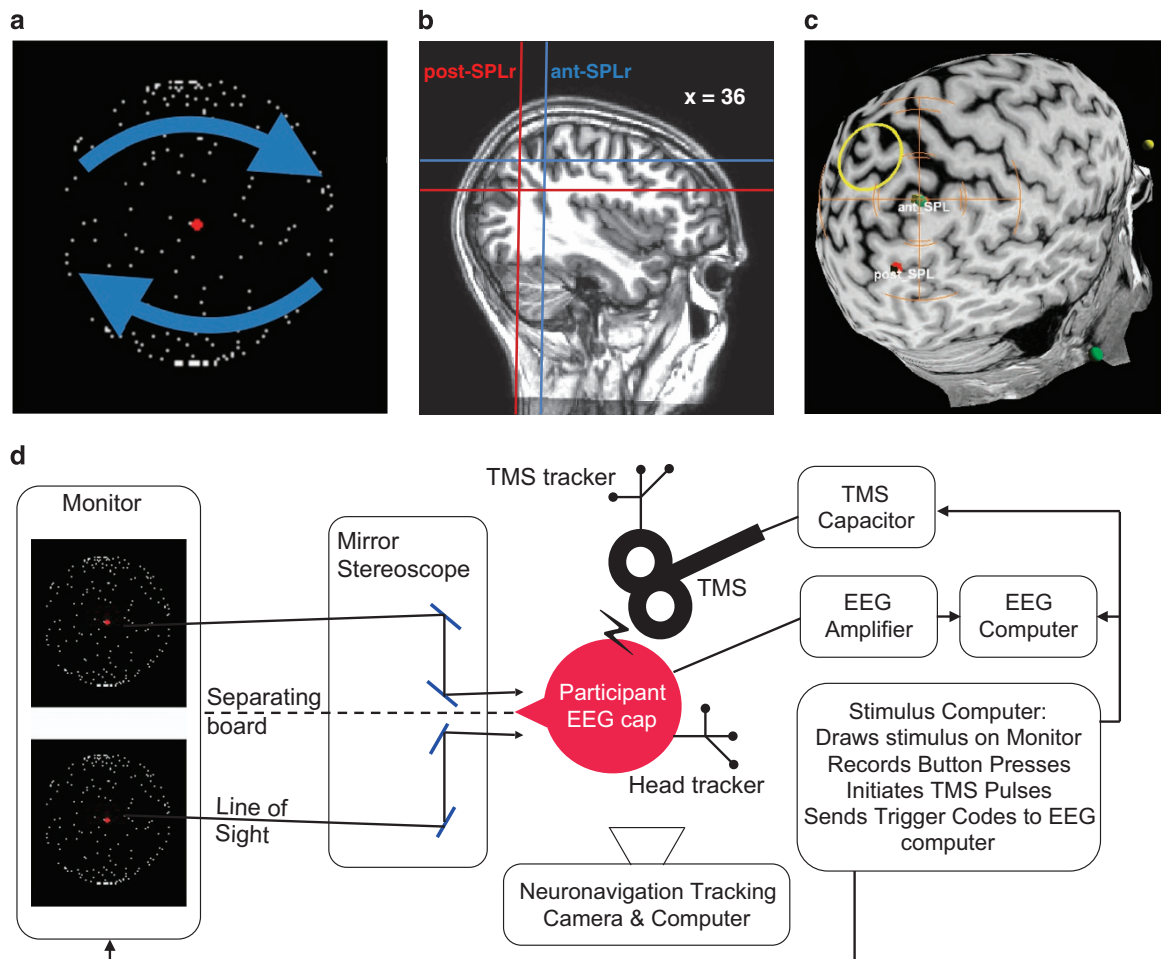 a
b
c
post-SPLr
ant-SPLr
x = 36
ant SPL
post SPL
d
Monitor
Mirror
Stereoscope
Separating
board
Line of
Sight
TMS tracker
TMS
TMS
Capacitor
EEG
Amplifier
EEG
Computer
Participant
EEG cap
Head tracker
Stimulus Computer:
Draws stimulus on Monitor
Records Button Presses
Initiates TMS Pulses
Sends Trigger Codes to EEG
computer
Neuronavigation Tracking
Camera & Computer